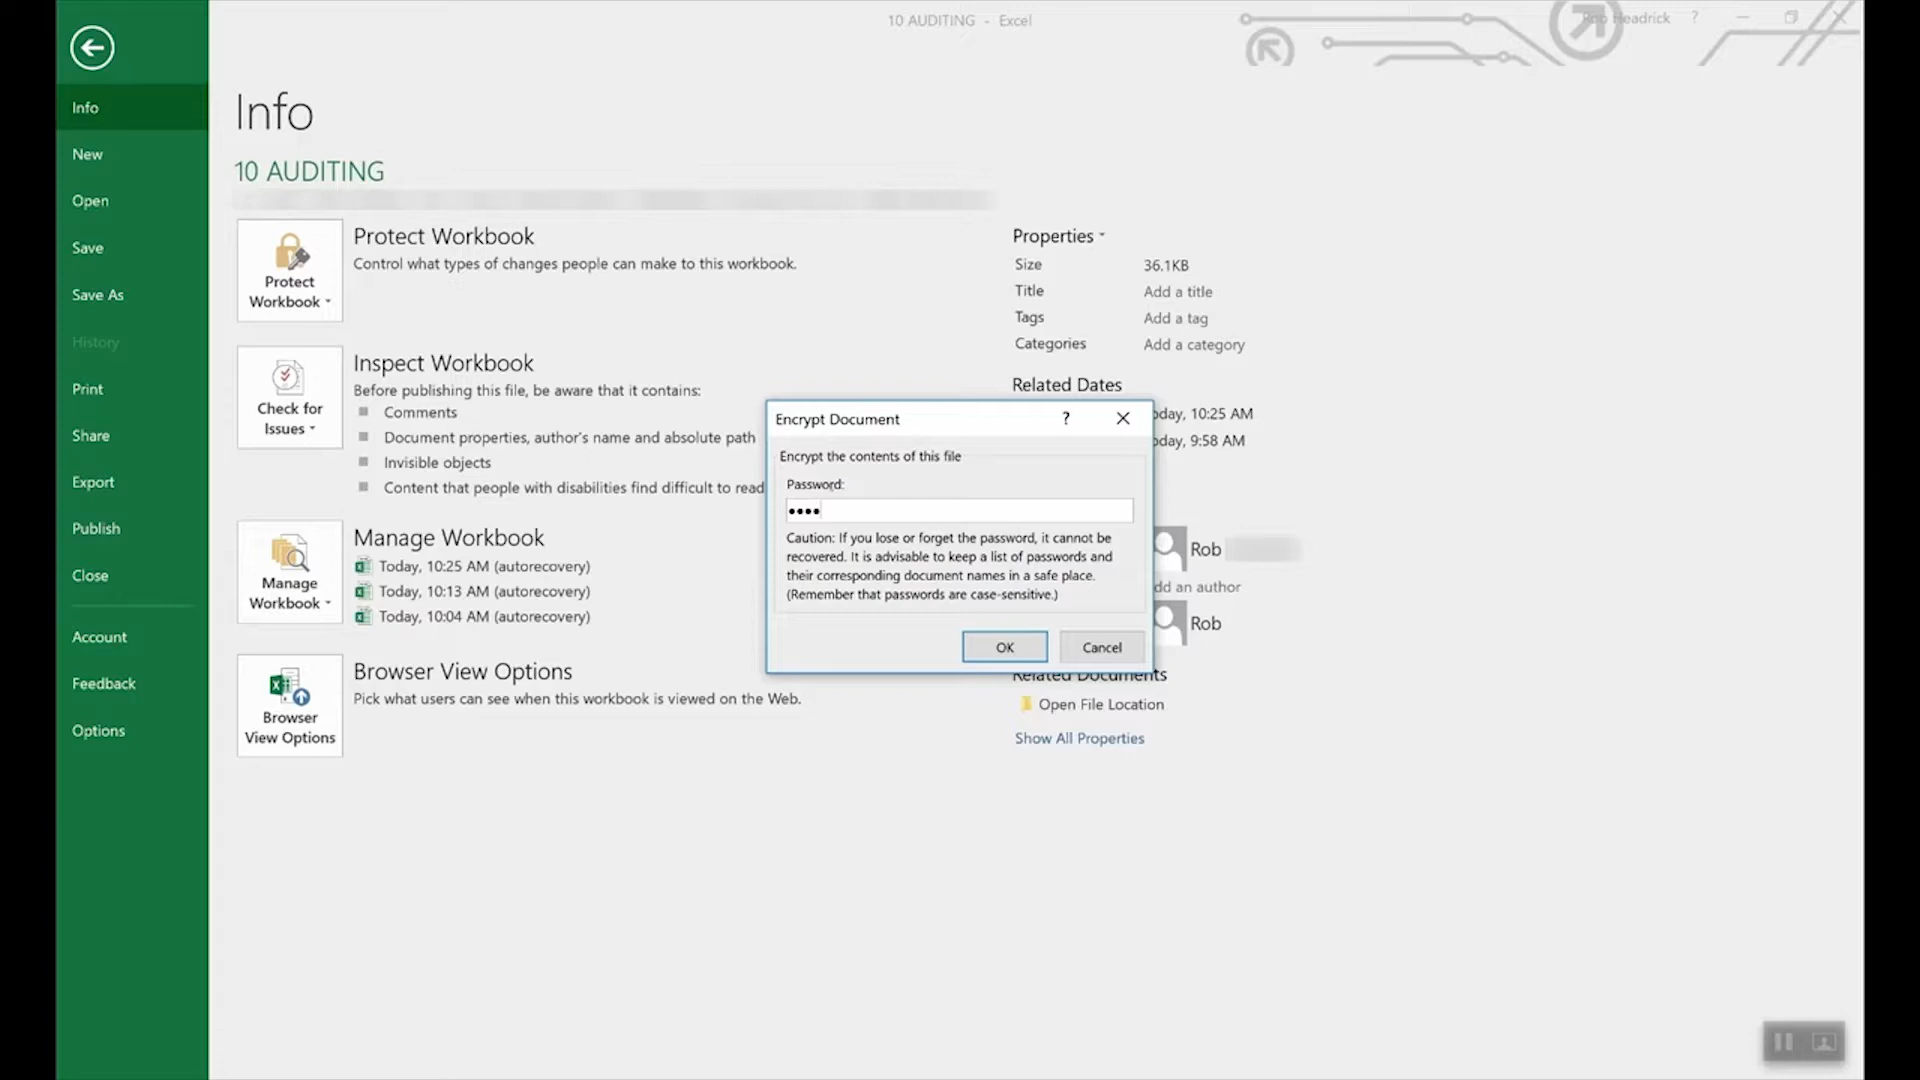 10 AUDITING - Excel
Rob Headrick ?
Info
New
Open
Save
Save As
History
Print
Share
Export
Publish
Close
Account
Feedback
Options
Info
10 AUDITING
Protect
Workbook
Protect Workbook
Control what types of changes people can make to this workbook.
Check for
Issues
Inspect Workbook
Before publishing this file, be aware that it contains:
Comments
Document properties, author's name and absolute path
Invisible objects
Content that people with disabilities find difficult to read
Manage
Workbook
Manage Workbook
Today, 10:25 AM (autorecovery)
Today, 10:13 AM (autorecovery)
Today, 10:04 AM (autorecovery)
Browser
View Options
Browser View Options
Pick what users can see when this workbook is viewed on the Web.
Properties
Size 36.1KB
Title Add a title
Tags Add a tag
Categories Add a category
Related Dates
oday, 10:25 AM
oday, 9:58 AM
Rob
dd an author
Rob
Related Documents
Open File Location
Show All Properties
Encrypt Document ?
Encrypt the contents of this file
Password:
••••
Caution: If you lose or forget the password, it cannot be
recovered. It is advisable to keep a list of passwords and
their corresponding document names in a safe place.
(Remember that passwords are case-sensitive.)
OK Cancel